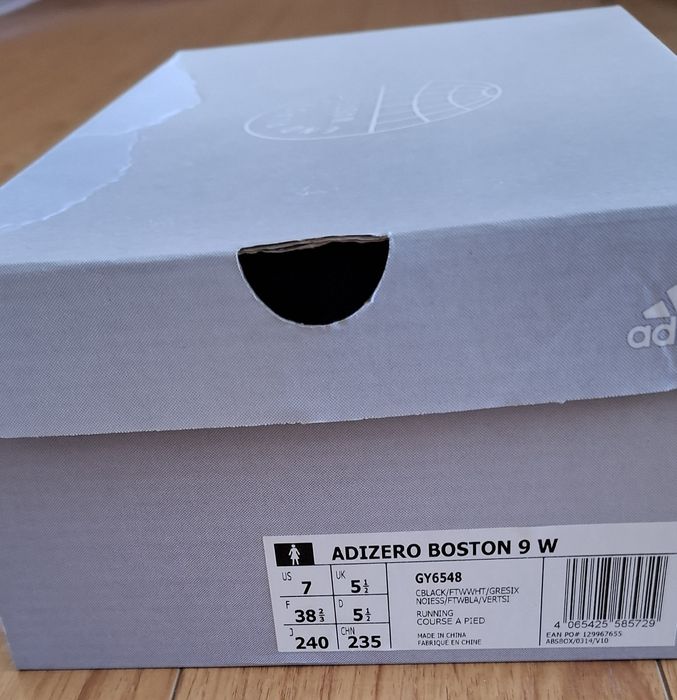 ad
ADIZERO BOSTON 9 W
US 7 UK 5½
F 38⅔ D 5½
J 240 CHN 235
GY6548
CBLACK/FTWWHT/GRESIX
NOIESS/FTWBLA/VERTSI
RUNNING
COURSE A PIED
MADE IN CHINA
FABRIQUE EN CHINE
4 065425 585729
EAN PO# 129967655
ABSBOX/0314/V10